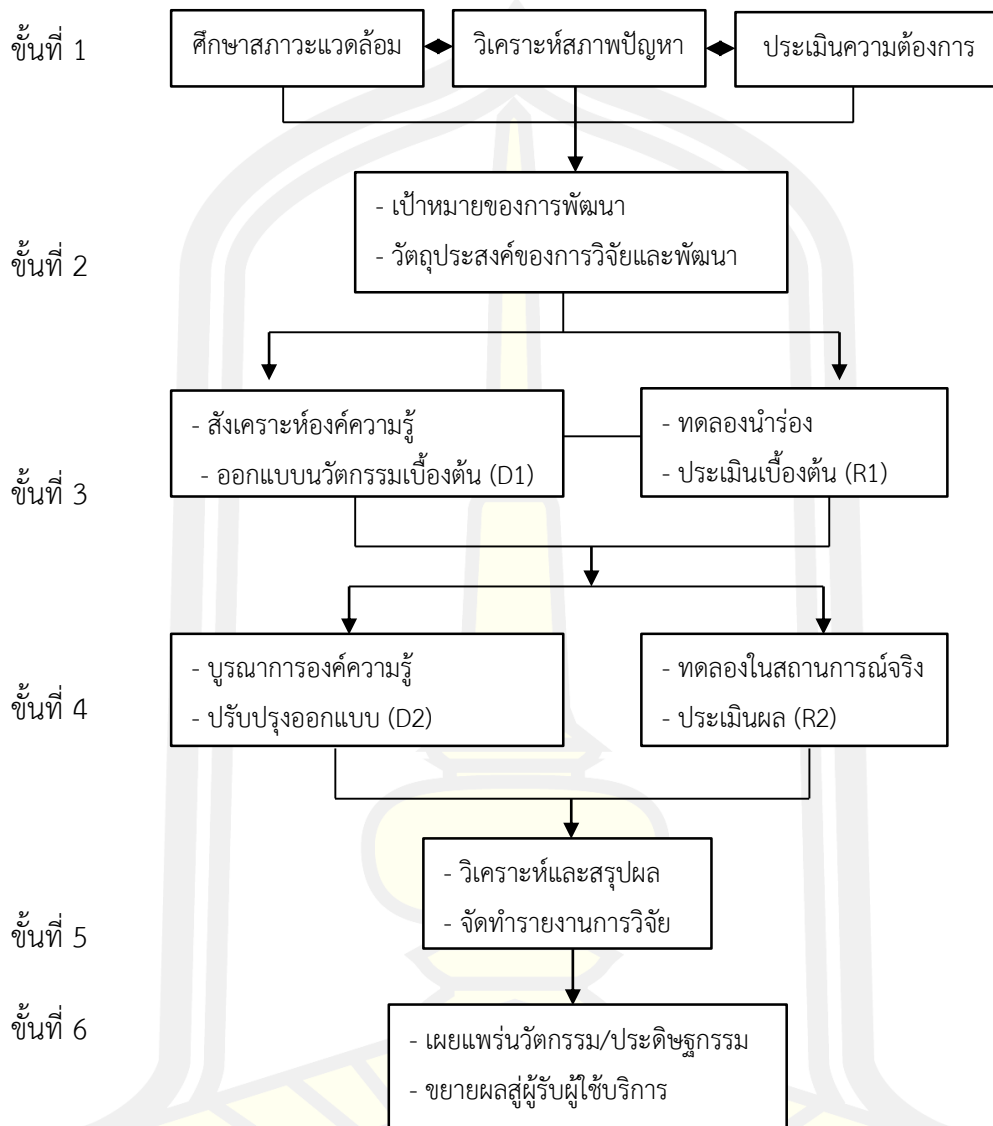 ขั้นที่ 1
ศึกษาสภาวะแวดล้อม
วิเคราะห์สภาพปัญหา
ประเมินความต้องการ
ขั้นที่ 2
- เป้าหมายของการพัฒนา
- วัตถุประสงค์ของการวิจัยและพัฒนา
ขั้นที่ 3
- สังเคราะห์องค์ความรู้
- ออกแบบนวัตกรรมเบื้องต้น (D1)
- ทดลองนำร่อง
- ประเมินเบื้องต้น (R1)
ขั้นที่ 4
- บูรณาการองค์ความรู้
- ปรับปรุงออกแบบ (D2)
- ทดลองในสถานการณ์จริง
- ประเมินผล (R2)
ขั้นที่ 5
- วิเคราะห์และสรุปผล
- จัดทำรายงานการวิจัย
ขั้นที่ 6
- เผยแพร่นวัตกรรม/ประดิษฐกรรม
- ขยายผลสู่ผู้รับผู้ใช้บริการ